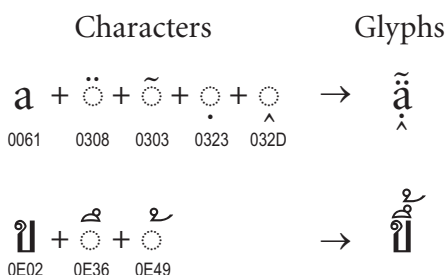 Characters Glyphs
a + ◌̈ + ◌̃ + ◌̣ + ◌̭ → ạ̭̈̃
0061 0308 0303 0323 032D
ข + ◌ึ + ◌้ → ขึ้
0E02 0E36 0E49